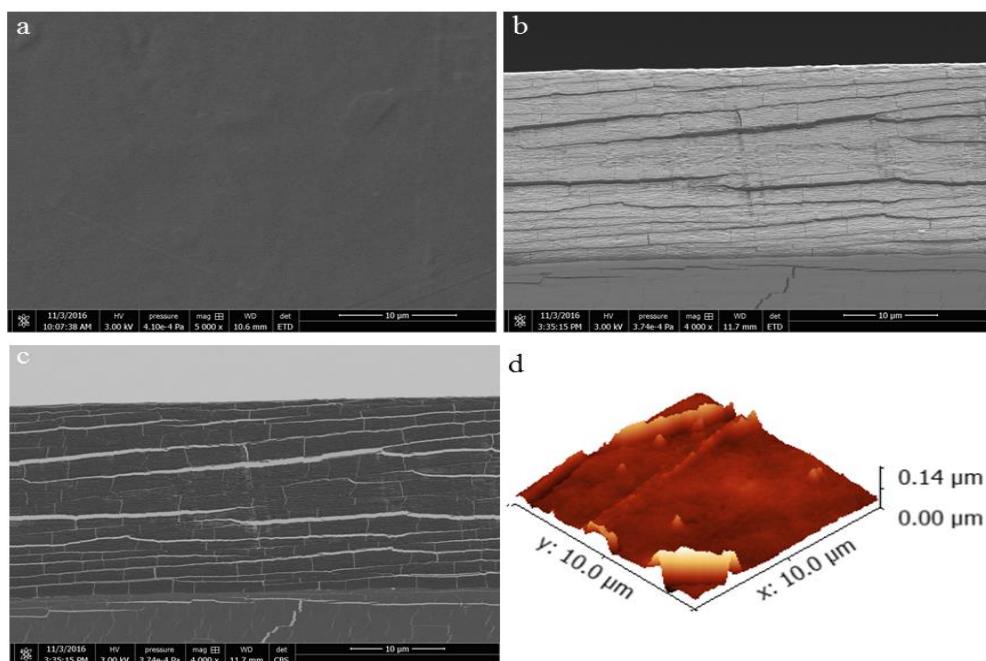 a
11/3/2016 HV pressure mag WD det
10:07:38 AM 3.00 kV 4.10e-4 Pa 5 000 x 10.6 mm ETD
10 µm
b
11/3/2016 HV pressure mag WD det
3:35:15 PM 3.00 kV 3.74e-4 Pa 4 000 x 11.7 mm ETD
10 µm
c
11/3/2016 HV pressure mag WD det
3:35:15 PM 3.00 kV 3.74e-4 Pa 4 000 x 11.7 mm CBS
10 µm
d
0.14 µm
0.00 µm
y: 10.0 µm
x: 10.0 µm